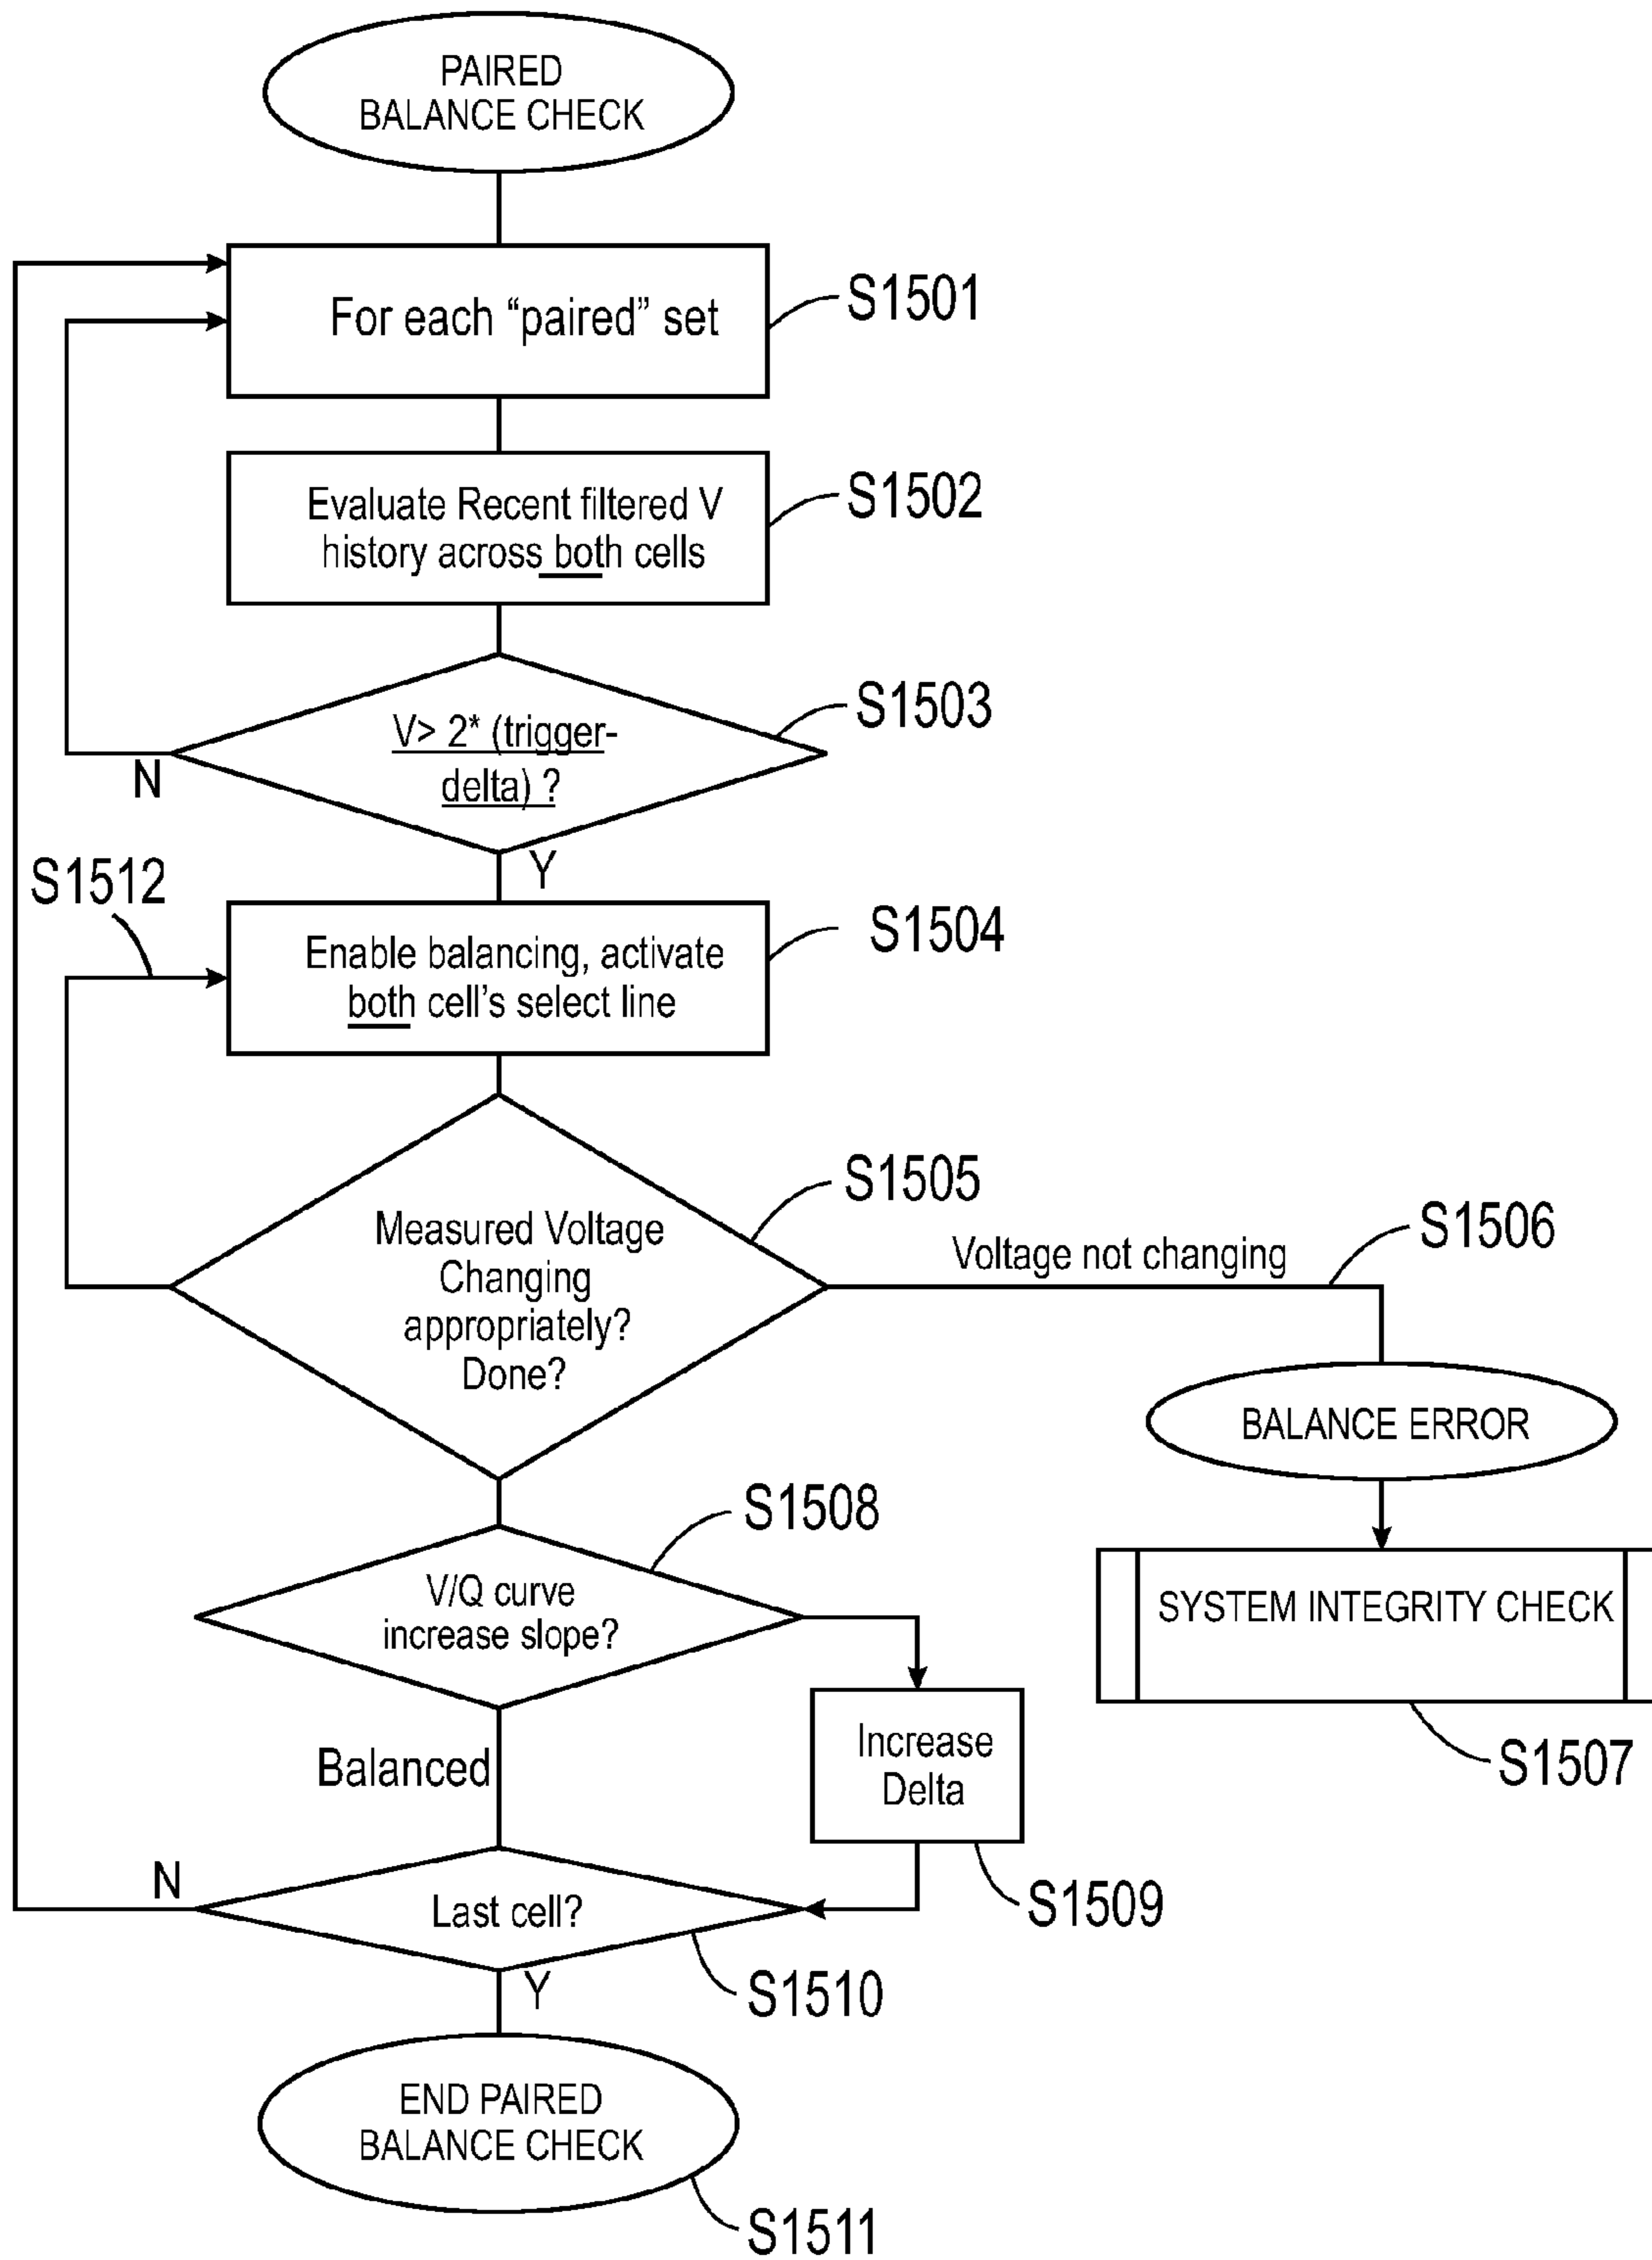 PAIRED
BALANCE CHECK
For each “paired” set
S1501
Evaluate Recent filtered V
history across both cells
S1502
V> 2* (trigger-
delta) ?
S1503
N
Y
S1512
Enable balancing, activate
both cell’s select line
S1504
Measured Voltage
Changing
appropriately?
Done?
S1505
Voltage not changing
S1506
BALANCE ERROR
SYSTEM INTEGRITY CHECK
S1507
V/Q curve
increase slope?
S1508
Balanced
Increase
Delta
S1509
N
Last cell?
Y
S1510
END PAIRED
BALANCE CHECK
S1511